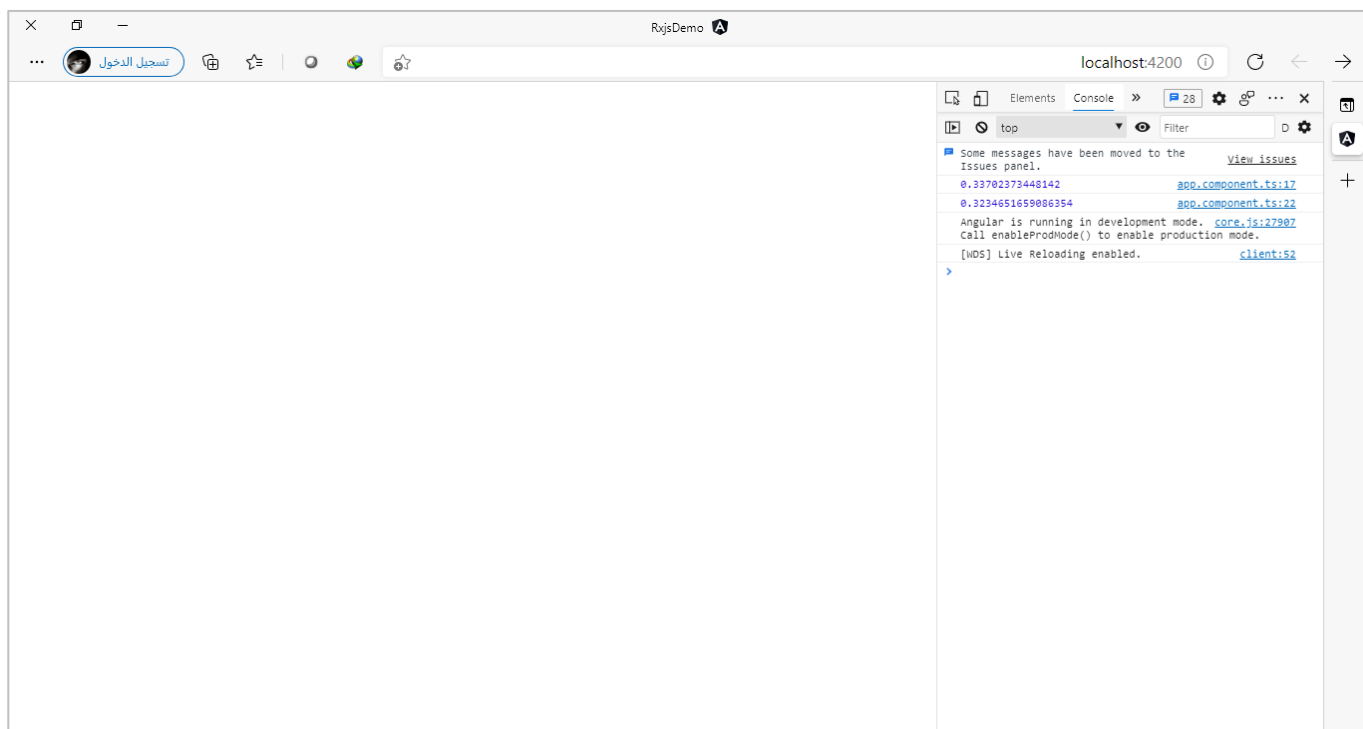 RxjsDemo
تسجيل الدخول
localhost:4200
Elements Console 28
top Filter D
Some messages have been moved to the Issues panel. View issues
0.33702373448142 app.component.ts:17
0.3234651659086354 app.component.ts:22
Angular is running in development mode. core.js:27907
Call enableProdMode() to enable production mode.
[WDS] Live Reloading enabled. client:52